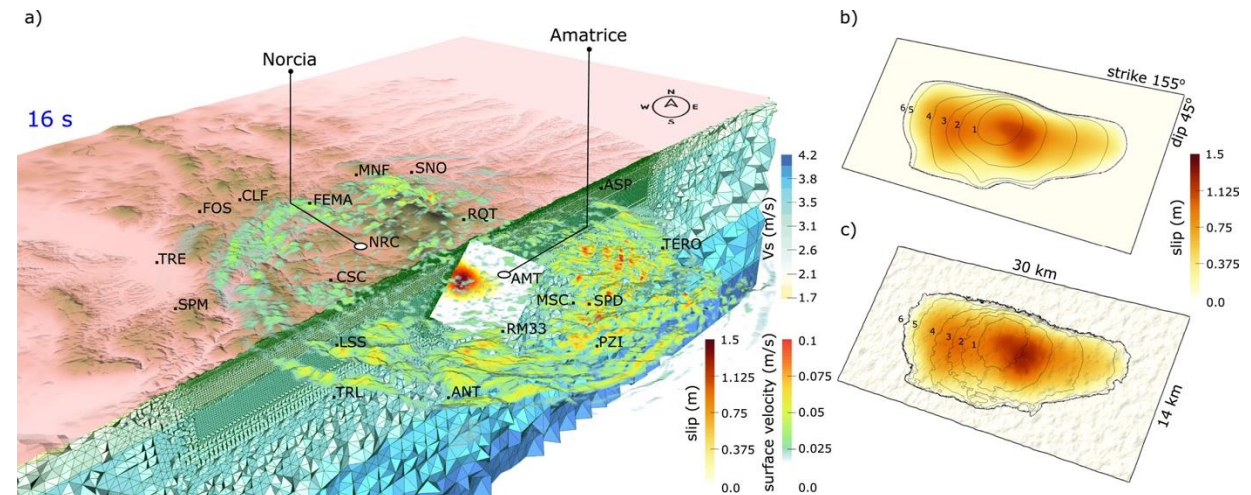 a)
Norcia
Amatrice
16 s
N
W E
S
MNF
SNO
CLF
FEMA
FOS
RQT
ASP
NRC
TERO
TRE
CSC
AMT
SPM
MSC
SPD
RM33
LSS
PZI
TRL
ANT
4.2
3.8
3.5
3.1
2.6
2.1
1.7
Vs (m/s)
slip (m)
1.5
1.125
0.75
0.375
0.0
surface velocity (m/s)
0.1
0.075
0.05
0.025
0.0
b)
strike 155º
dip 45º
6 5 4 3 2 1
slip (m)
1.5
1.125
0.75
0.375
0.0
c)
30 km
14 km
6 5 4 3 2 1